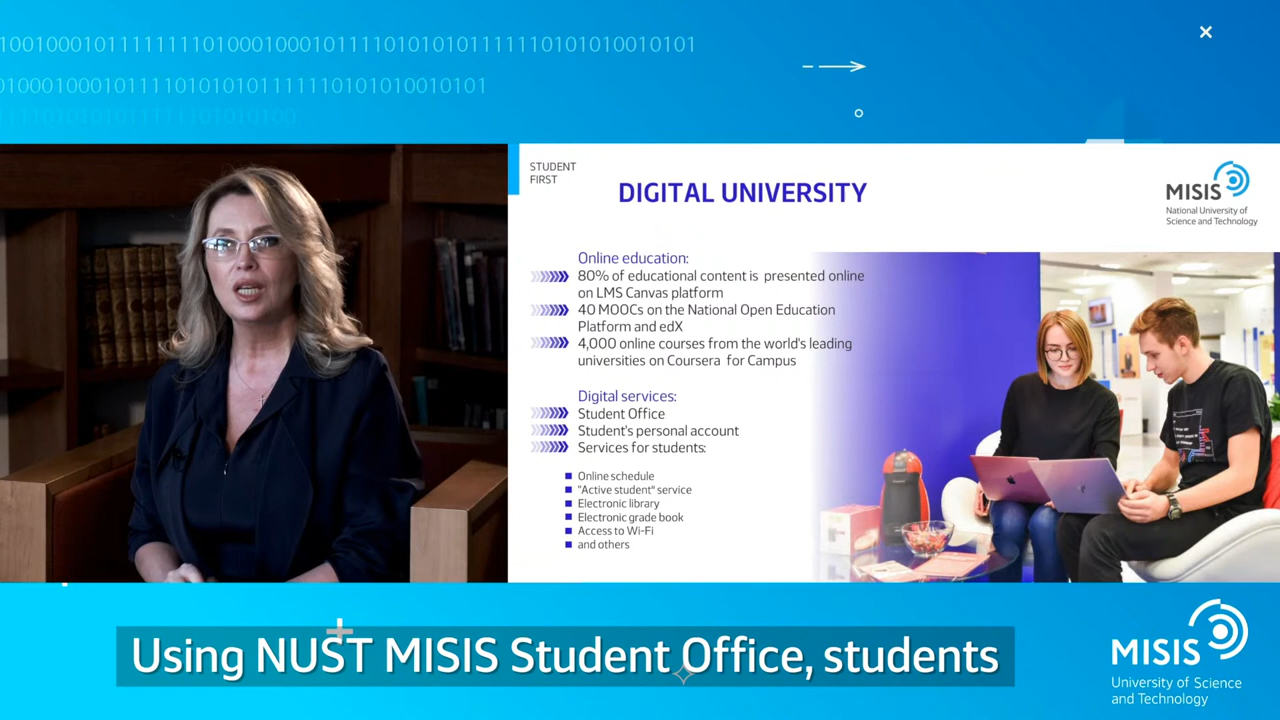 100100010111111110100010001011110101010111111010101001010​1
01000100010111101010101111110101010010101
STUDENT
FIRST
DIGITAL UNIVERSITY
MISIS
National University of
Science and Technology
Online education:
80% of educational content is presented online
on LMS Canvas platform
40 MOOCs on the National Open Education
Platform and edX
4,000 online courses from the world's leading
universities on Coursera for Campus
Digital services:
Student Office
Student's personal account
Services for students:
Online schedule
"Active student" service
Electronic library
Electronic grade book
Access to Wi-Fi
and others
Using NUST MISIS Student Office, students
MISIS
University of Science
and Technology